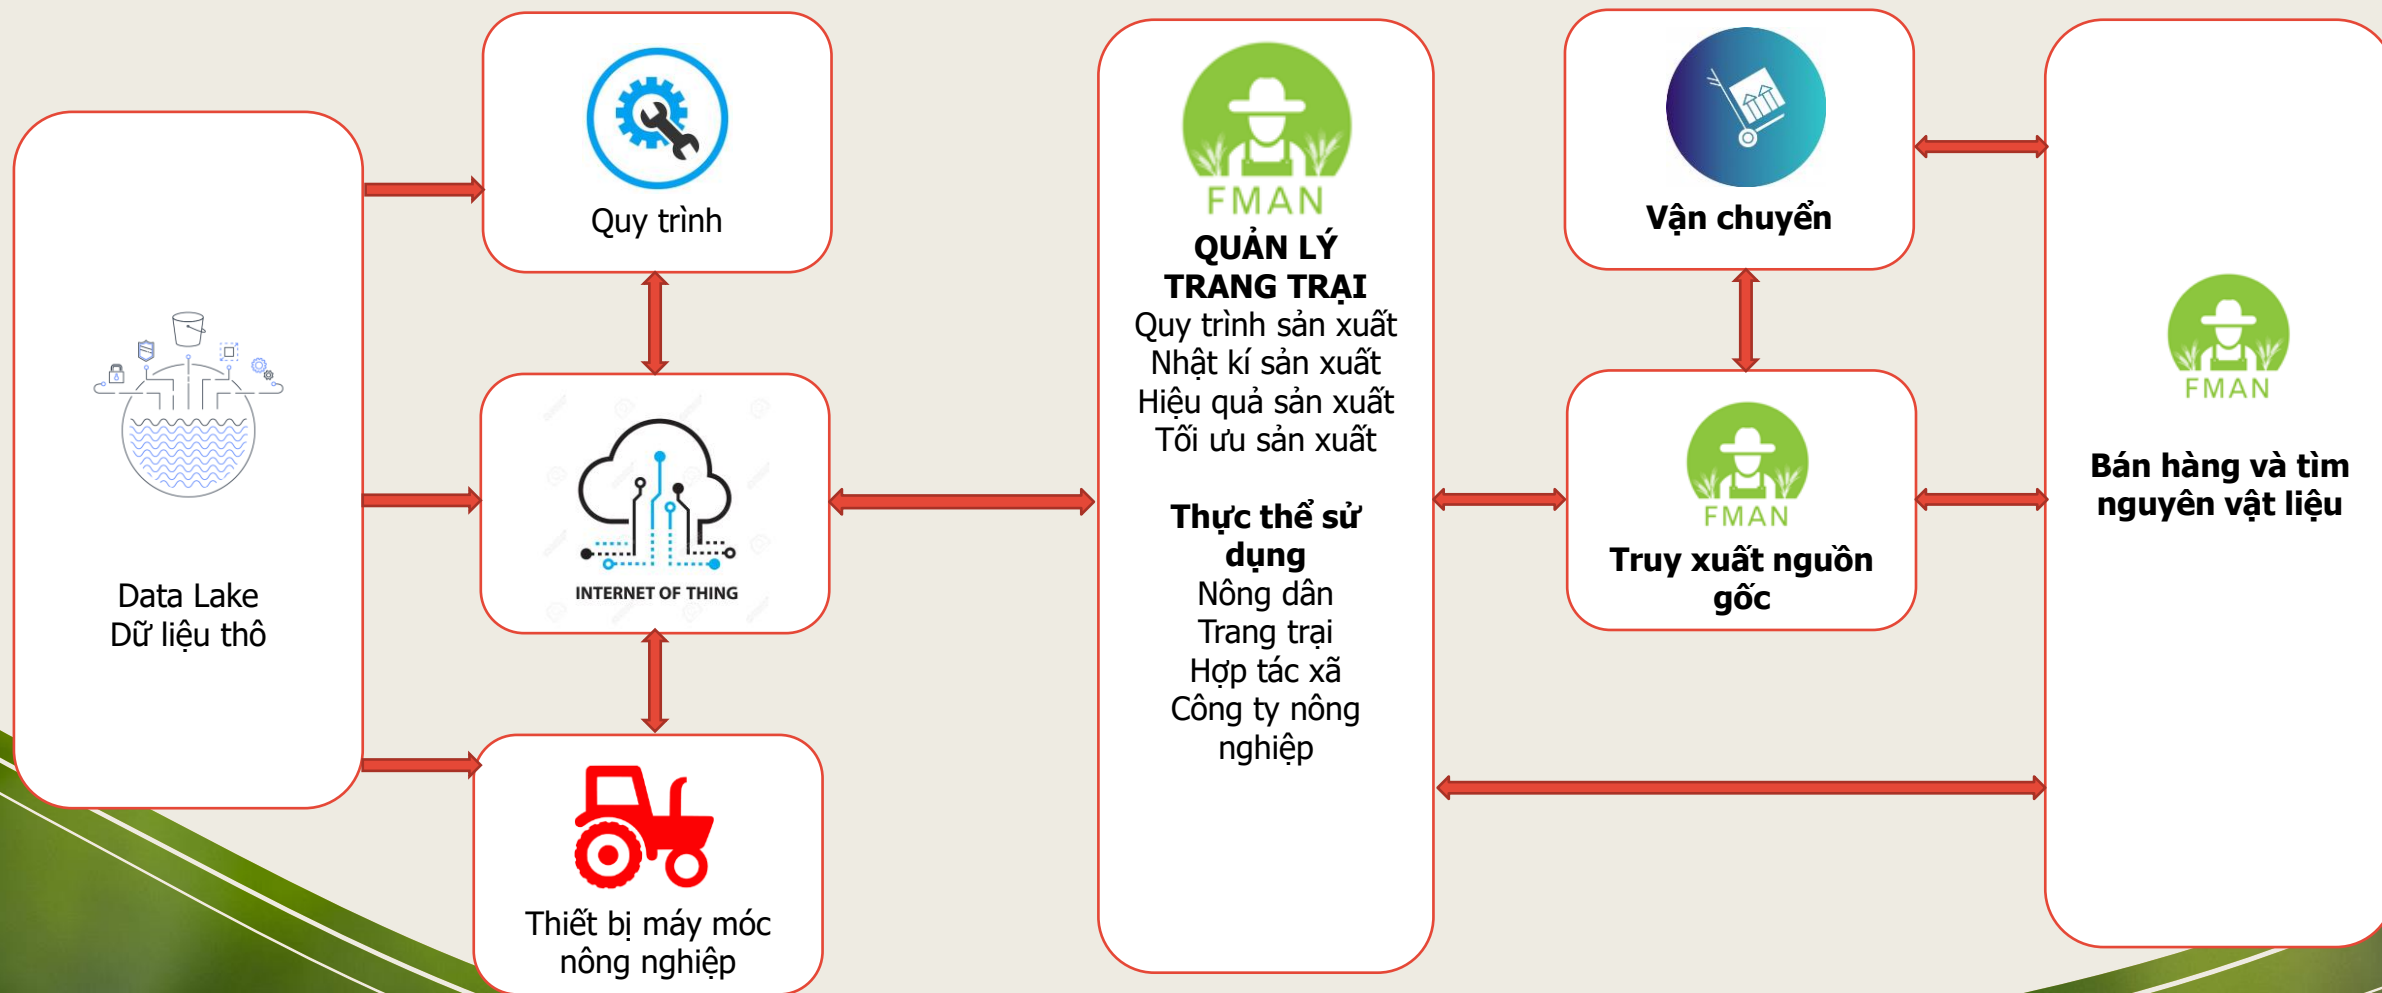 Data Lake
Dữ liệu thô
Quy trình
INTERNET OF THING
Thiết bị máy móc
nông nghiệp
FMAN
QUẢN LÝ
TRANG TRẠI
Quy trình sản xuất
Nhật kí sản xuất
Hiệu quả sản xuất
Tối ưu sản xuất
Thực thể sử
dụng
Nông dân
Trang trại
Hợp tác xã
Công ty nông
nghiệp
Vận chuyển
FMAN
Truy xuất nguồn
gốc
FMAN
Bán hàng và tìm
nguyên vật liệu